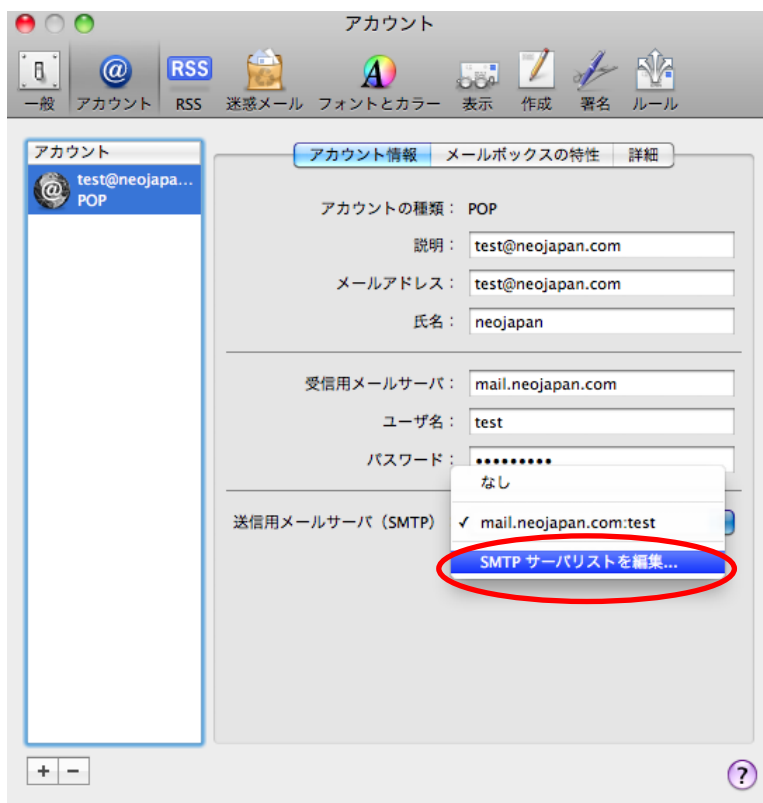 アカウント
RSS
一般 アカウント RSS 迷惑メール フォントとカラー 表示 作成 署名 ルール
アカウント
test@neojapa...
POP
アカウント情報 メールボックスの特性 詳細
アカウントの種類： POP
説明： test@neojapan.com
メールアドレス： test@neojapan.com
氏名： neojapan
受信用メールサーバ： mail.neojapan.com
ユーザ名： test
パスワード： •••••••••
なし
送信用メールサーバ（SMTP） ✓ mail.neojapan.com:test
SMTP サーバリストを編集...
+ −
?